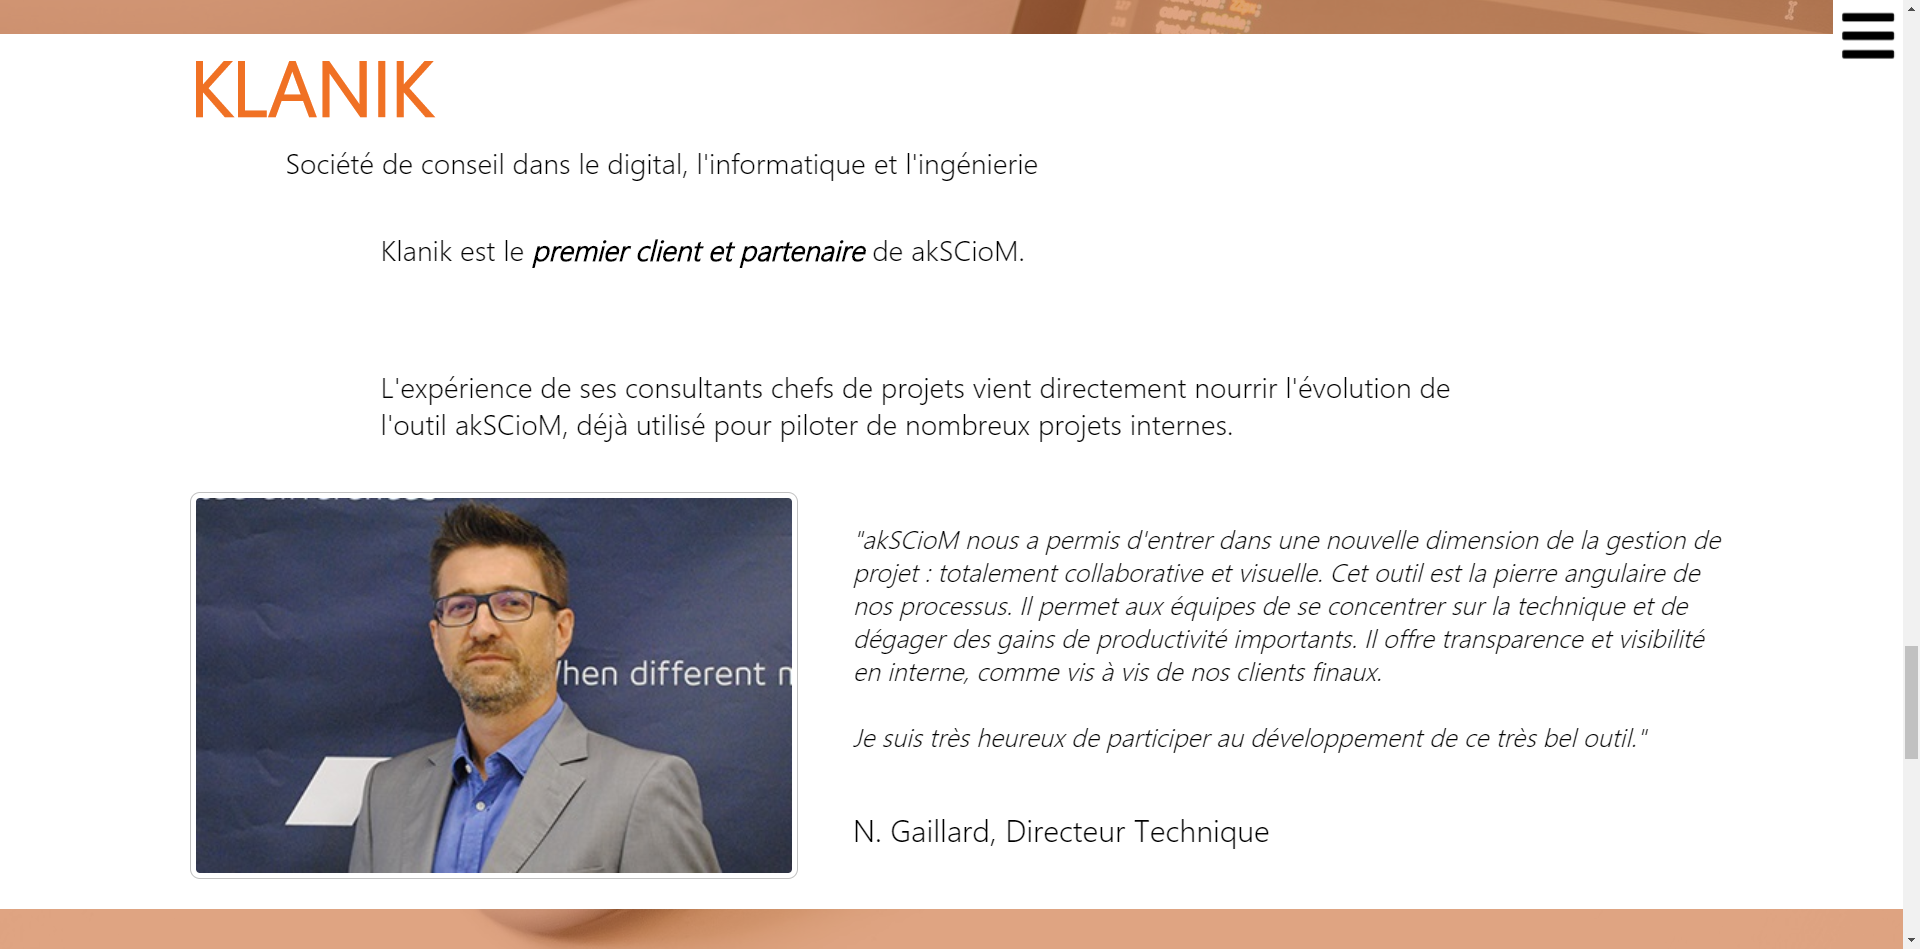 KLANIK
Société de conseil dans le digital, l'informatique et l'ingénierie
Klanik est le premier client et partenaire de akSCioM.
L'expérience de ses consultants chefs de projets vient directement nourrir l'évolution de
l'outil akSCioM, déjà utilisé pour piloter de nombreux projets internes.
hen different
"akSCioM nous a permis d'entrer dans une nouvelle dimension de la gestion de
projet : totalement collaborative et visuelle. Cet outil est la pierre angulaire de
nos processus. Il permet aux équipes de se concentrer sur la technique et de
dégager des gains de productivité importants. Il offre transparence et visibilité
en interne, comme vis à vis de nos clients finaux.
Je suis très heureux de participer au développement de ce très bel outil."
N. Gaillard, Directeur Technique